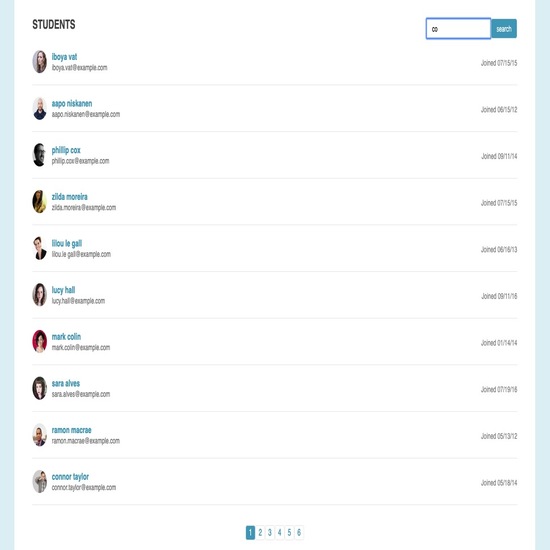 STUDENTS
co
search
iboya vat
iboya.vat@example.com
Joined 07/15/15
aapo niskanen
aapo.niskanen@example.com
Joined 06/15/12
phillip cox
phillip.cox@example.com
Joined 09/11/14
zilda moreira
zilda.moreira@example.com
Joined 07/15/15
lilou le gall
lilou.le gall@example.com
Joined 06/16/13
lucy hall
lucy.hall@example.com
Joined 09/11/16
mark colin
mark.colin@example.com
Joined 01/14/14
sara alves
sara.alves@example.com
Joined 07/19/16
ramon macrae
ramon.macrae@example.com
Joined 05/13/12
connor taylor
connor.taylor@example.com
Joined 05/18/14
1 2 3 4 5 6